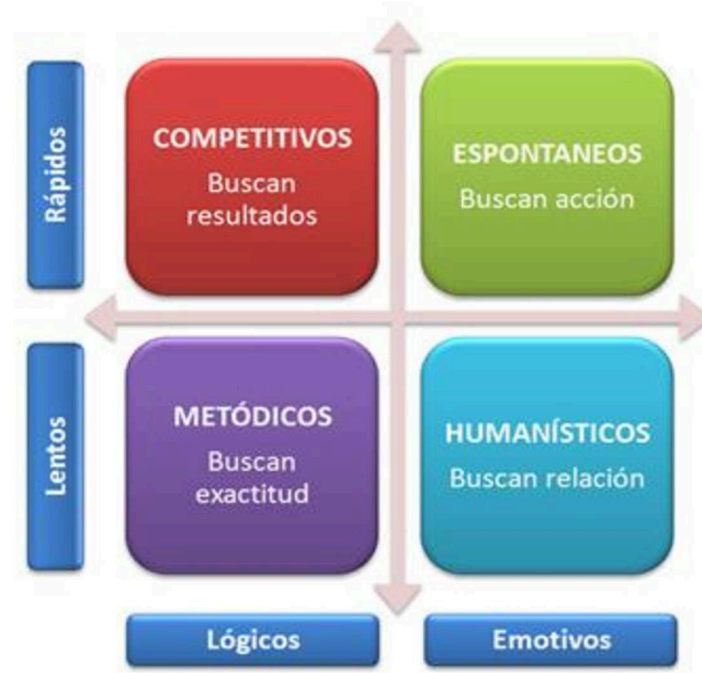 Rápidos
COMPETITIVOS
Buscan
resultados
ESPONTANEOS
Buscan acción
Lentos
METÓDICOS
Buscan
exactitud
HUMANÍSTICOS
Buscan relación
Lógicos
Emotivos